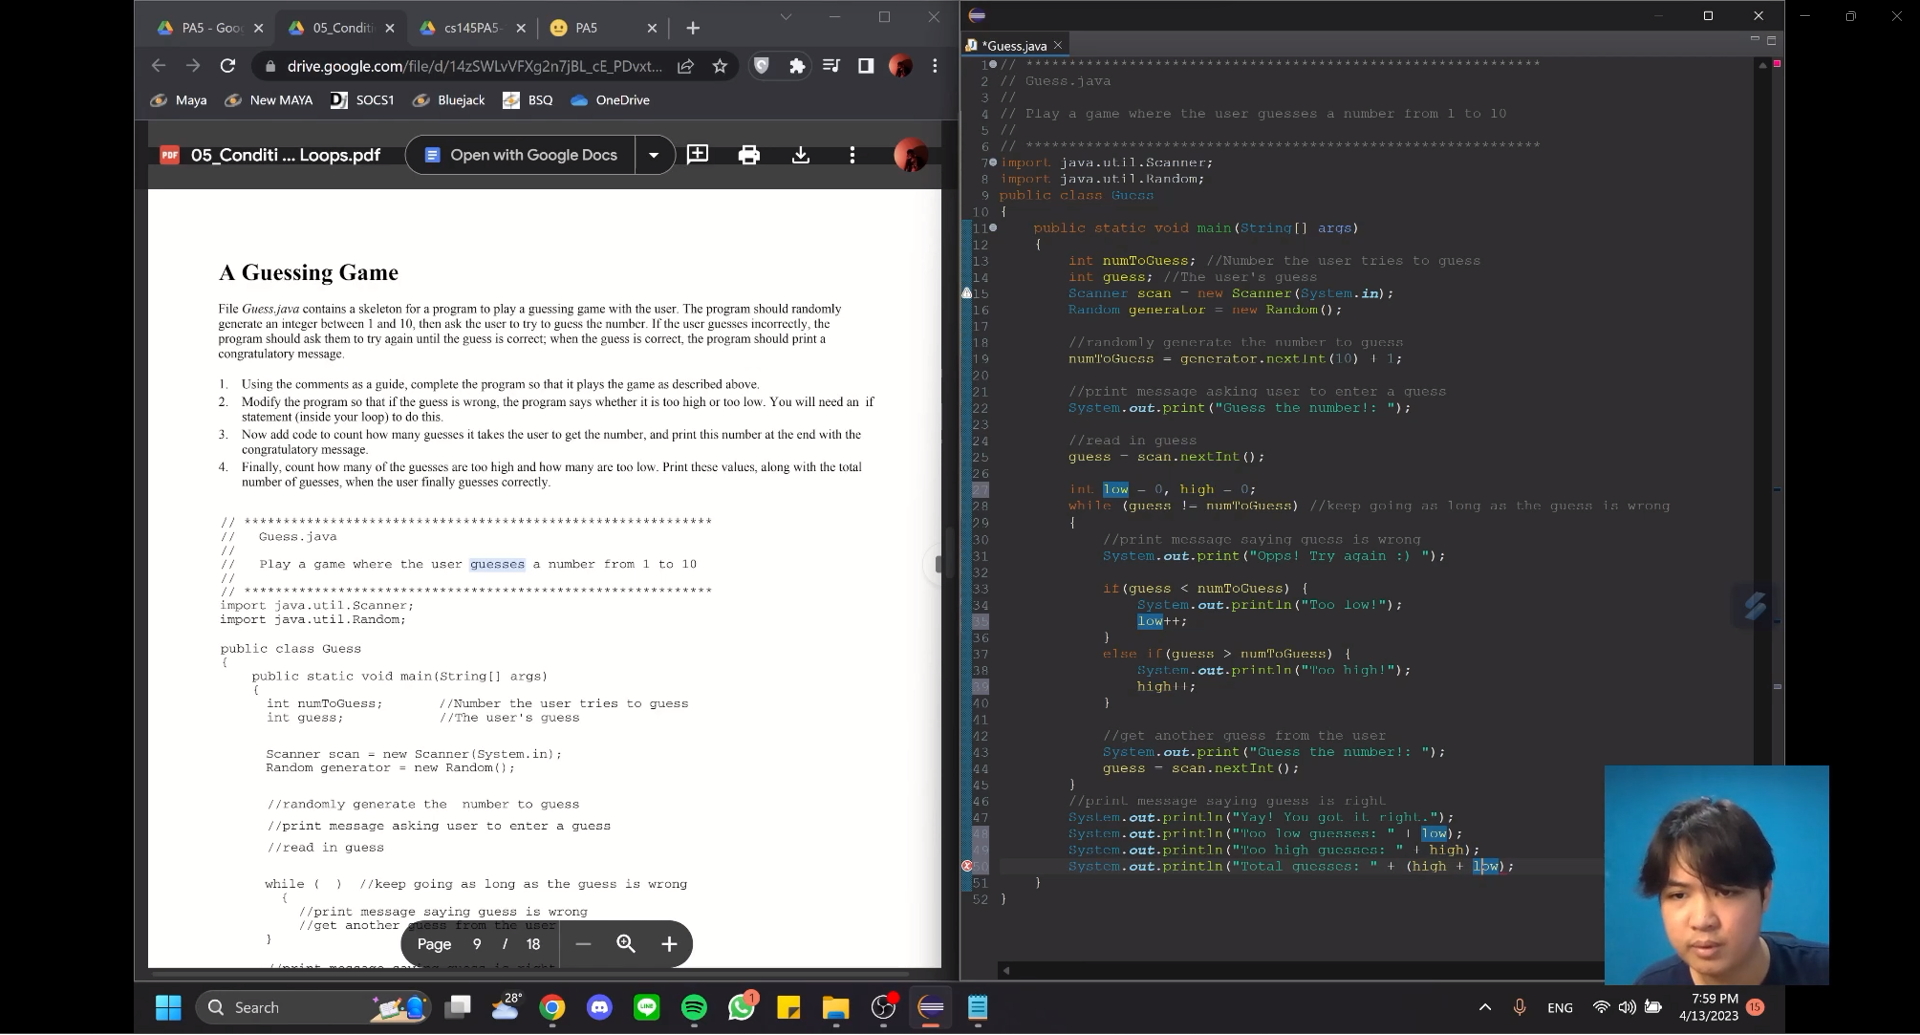 PA5 - Goo
05_Conditi
cs145PA5-
PA5
drive.google.com/file/d/14zSWLvVFXg2n7jBL_cE_PDvxt...
Maya
New MAYA
SOCS1
Bluejack
BSQ
OneDrive
PDF
05_Conditi ... Loops.pdf
Open with Google Docs
A Guessing Game
File Guess.java contains a skeleton for a program to play a guessing game with the user. The program should randomly
generate an integer between 1 and 10, then ask the user to try to guess the number. If the user guesses incorrectly, the
program should ask them to try again until the guess is correct; when the guess is correct, the program should print a
congratulatory message.
1. Using the comments as a guide, complete the program so that it plays the game as described above.
2. Modify the program so that if the guess is wrong, the program says whether it is too high or too low. You will need an if
statement (inside your loop) to do this.
3. Now add code to count how many guesses it takes the user to get the number, and print this number at the end with the
congratulatory message.
4. Finally, count how many of the guesses are too high and how many are too low. Print these values, along with the total
number of guesses, when the user finally guesses correctly.
// ************************************************************
// Guess.java
//
// Play a game where the user guesses a number from 1 to 10
//
// ************************************************************
import java.util.Scanner;
import java.util.Random;
public class Guess
{
public static void main(String[] args)
{
int numToGuess; //Number the user tries to guess
int guess; //The user's guess
Scanner scan = new Scanner(System.in);
Random generator = new Random();
//randomly generate the number to guess
//print message asking user to enter a guess
//read in guess
while ( ) //keep going as long as the guess is wrong
{
//print message saying guess is wrong
//get another guess from the user
}
//print message saying guess is right
Page 9 / 18
*Guess.java
1 // ************************************************************
2 // Guess.java
3 //
4 // Play a game where the user guesses a number from 1 to 10
5 //
6 // ************************************************************
7 import java.util.Scanner;
8 import java.util.Random;
9 public class Guess
10 {
11 public static void main(String[] args)
12 {
13 int numToGuess; //Number the user tries to guess
14 int guess; //The user's guess
15 Scanner scan = new Scanner(System.in);
16 Random generator = new Random();
17
18 //randomly generate the number to guess
19 numToGuess = generator.nextInt(10) + 1;
20
21 //print message asking user to enter a guess
22 System.out.print("Guess the number!: ");
23
24 //read in guess
25 guess = scan.nextInt();
26
27 int low = 0, high = 0;
28 while (guess != numToGuess) //keep going as long as the guess is wrong
29 {
30 //print message saying guess is wrong
31 System.out.print("Opps! Try again :) ");
32
33 if(guess < numToGuess) {
34 System.out.println("Too low!");
35 low++;
36 }
37 else if(guess > numToGuess) {
38 System.out.println("Too high!");
39 high++;
40 }
41
42 //get another guess from the user
43 System.out.print("Guess the number!: ");
44 guess = scan.nextInt();
45 }
46 //print message saying guess is right
47 System.out.println("Yay! You got it right.");
48 System.out.println("Too low guesses: " + low);
49 System.out.println("Too high guesses: " + high);
50 System.out.println("Total guesses: " + (high + low);
51 }
52 }
Search
28°
1
ENG
7:59 PM
4/13/2023
15